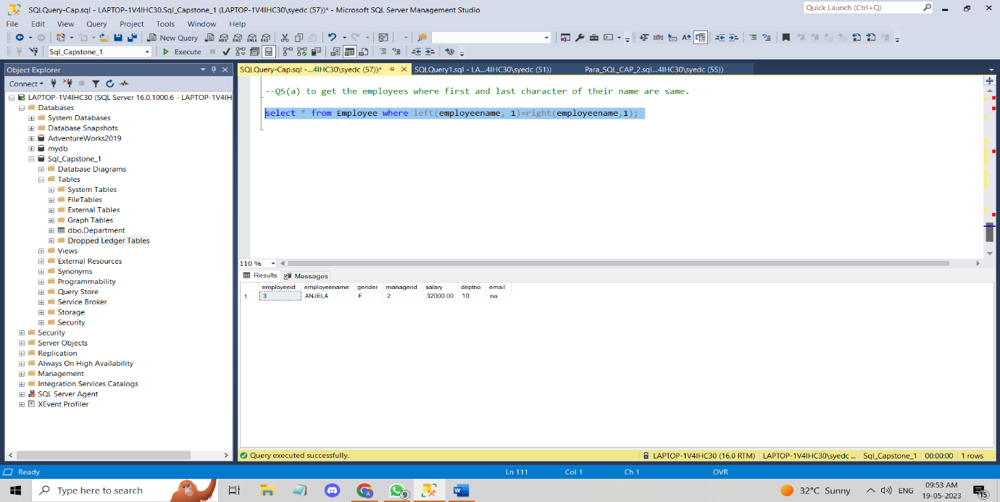 SQLQuery-Cap.sql - LAPTOP-1V4IHC30.Sql_Capstone_1 (LAPTOP-1V4IHC30\syedc (57))* - Microsoft SQL Server Management Studio
Quick Launch (Ctrl+Q)
File Edit View Query Project Tools Window Help
New Query
MDX DMX XMLA DAX
Sql_Capstone_1 Execute
Object Explorer
SQLQuery-Cap.sql -...4IHC30\syedc (57))* SQLQuery1.sql - LA...4IHC30\syedc (51)) Para_SQL_CAP_2.sql...4IHC30\syedc (55))
Connect
LAPTOP-1V4IHC30 (SQL Server 16.0.1000.6 - LAPTOP-1V4IH
Databases
System Databases
Database Snapshots
AdventureWorks2019
mydb
Sql_Capstone_1
Database Diagrams
Tables
System Tables
FileTables
External Tables
Graph Tables
dbo.Department
Dropped Ledger Tables
Views
External Resources
Synonyms
Programmability
Query Store
Service Broker
Storage
Security
Security
Server Objects
Replication
Always On High Availability
Management
Integration Services Catalogs
SQL Server Agent
XEvent Profiler
--Q5(a) to get the employees where first and last character of their name are same.
select * from Employee where left(employeename, 1)=right(employeename,1);
110 %
Results Messages
employeeid employeename gender managerid salary deptno email
1 3 ANJELA F 2 32000.00 10 na
Query executed successfully. LAPTOP-1V4IHC30 (16.0 RTM) LAPTOP-1V4IHC30\syedc ... Sql_Capstone_1 00:00:00 1 rows
Ready Ln 111 Col 1 Ch 1 OVR
Type here to search
9
32°C Sunny
ENG
09:53 AM
19-05-2023
15